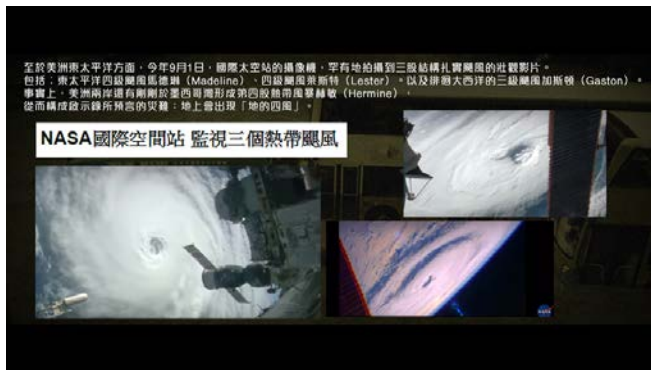 至於美洲東太平洋方面，今年9月1日，國際太空站的攝像機，罕有地拍攝到三股結構扎實颶風的壯觀影片。
包括：東太平洋四級颶風馬德琳（Madeline）、四級颶風萊斯特（Lester）。以及徘徊大西洋的三級颶風加斯頓（Gaston）。
事實上，美洲兩岸還有剛剛於墨西哥灣形成第四股熱帶風暴赫敏（Hermine），
從而構成啟示錄所預言的災難：地上會出現「地的四風」。
NASA國際空間站 監視三個熱帶颶風
NASA